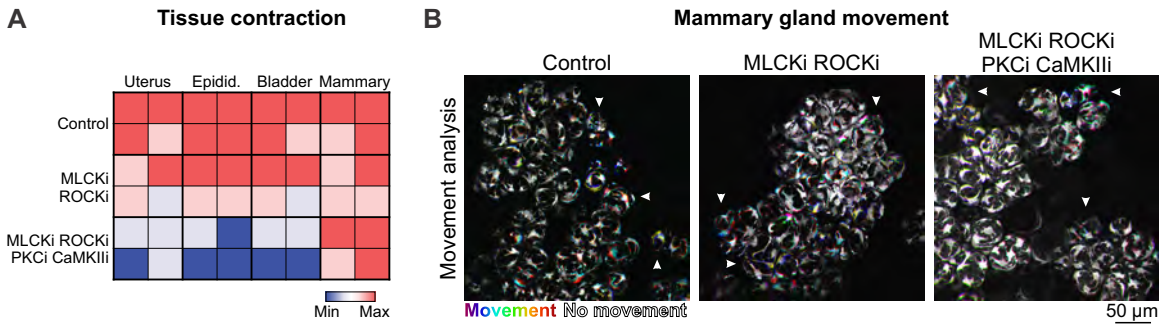 A
Tissue contraction
Uterus Epidid. Bladder Mammary
Control
MLCKi
ROCKi
MLCKi ROCKi
PKCi CaMKIIi
Min Max
B
Mammary gland movement
Control
MLCKi ROCKi
MLCKi ROCKi
PKCi CaMKIIi
Movement analysis
Movement No movement
50 µm